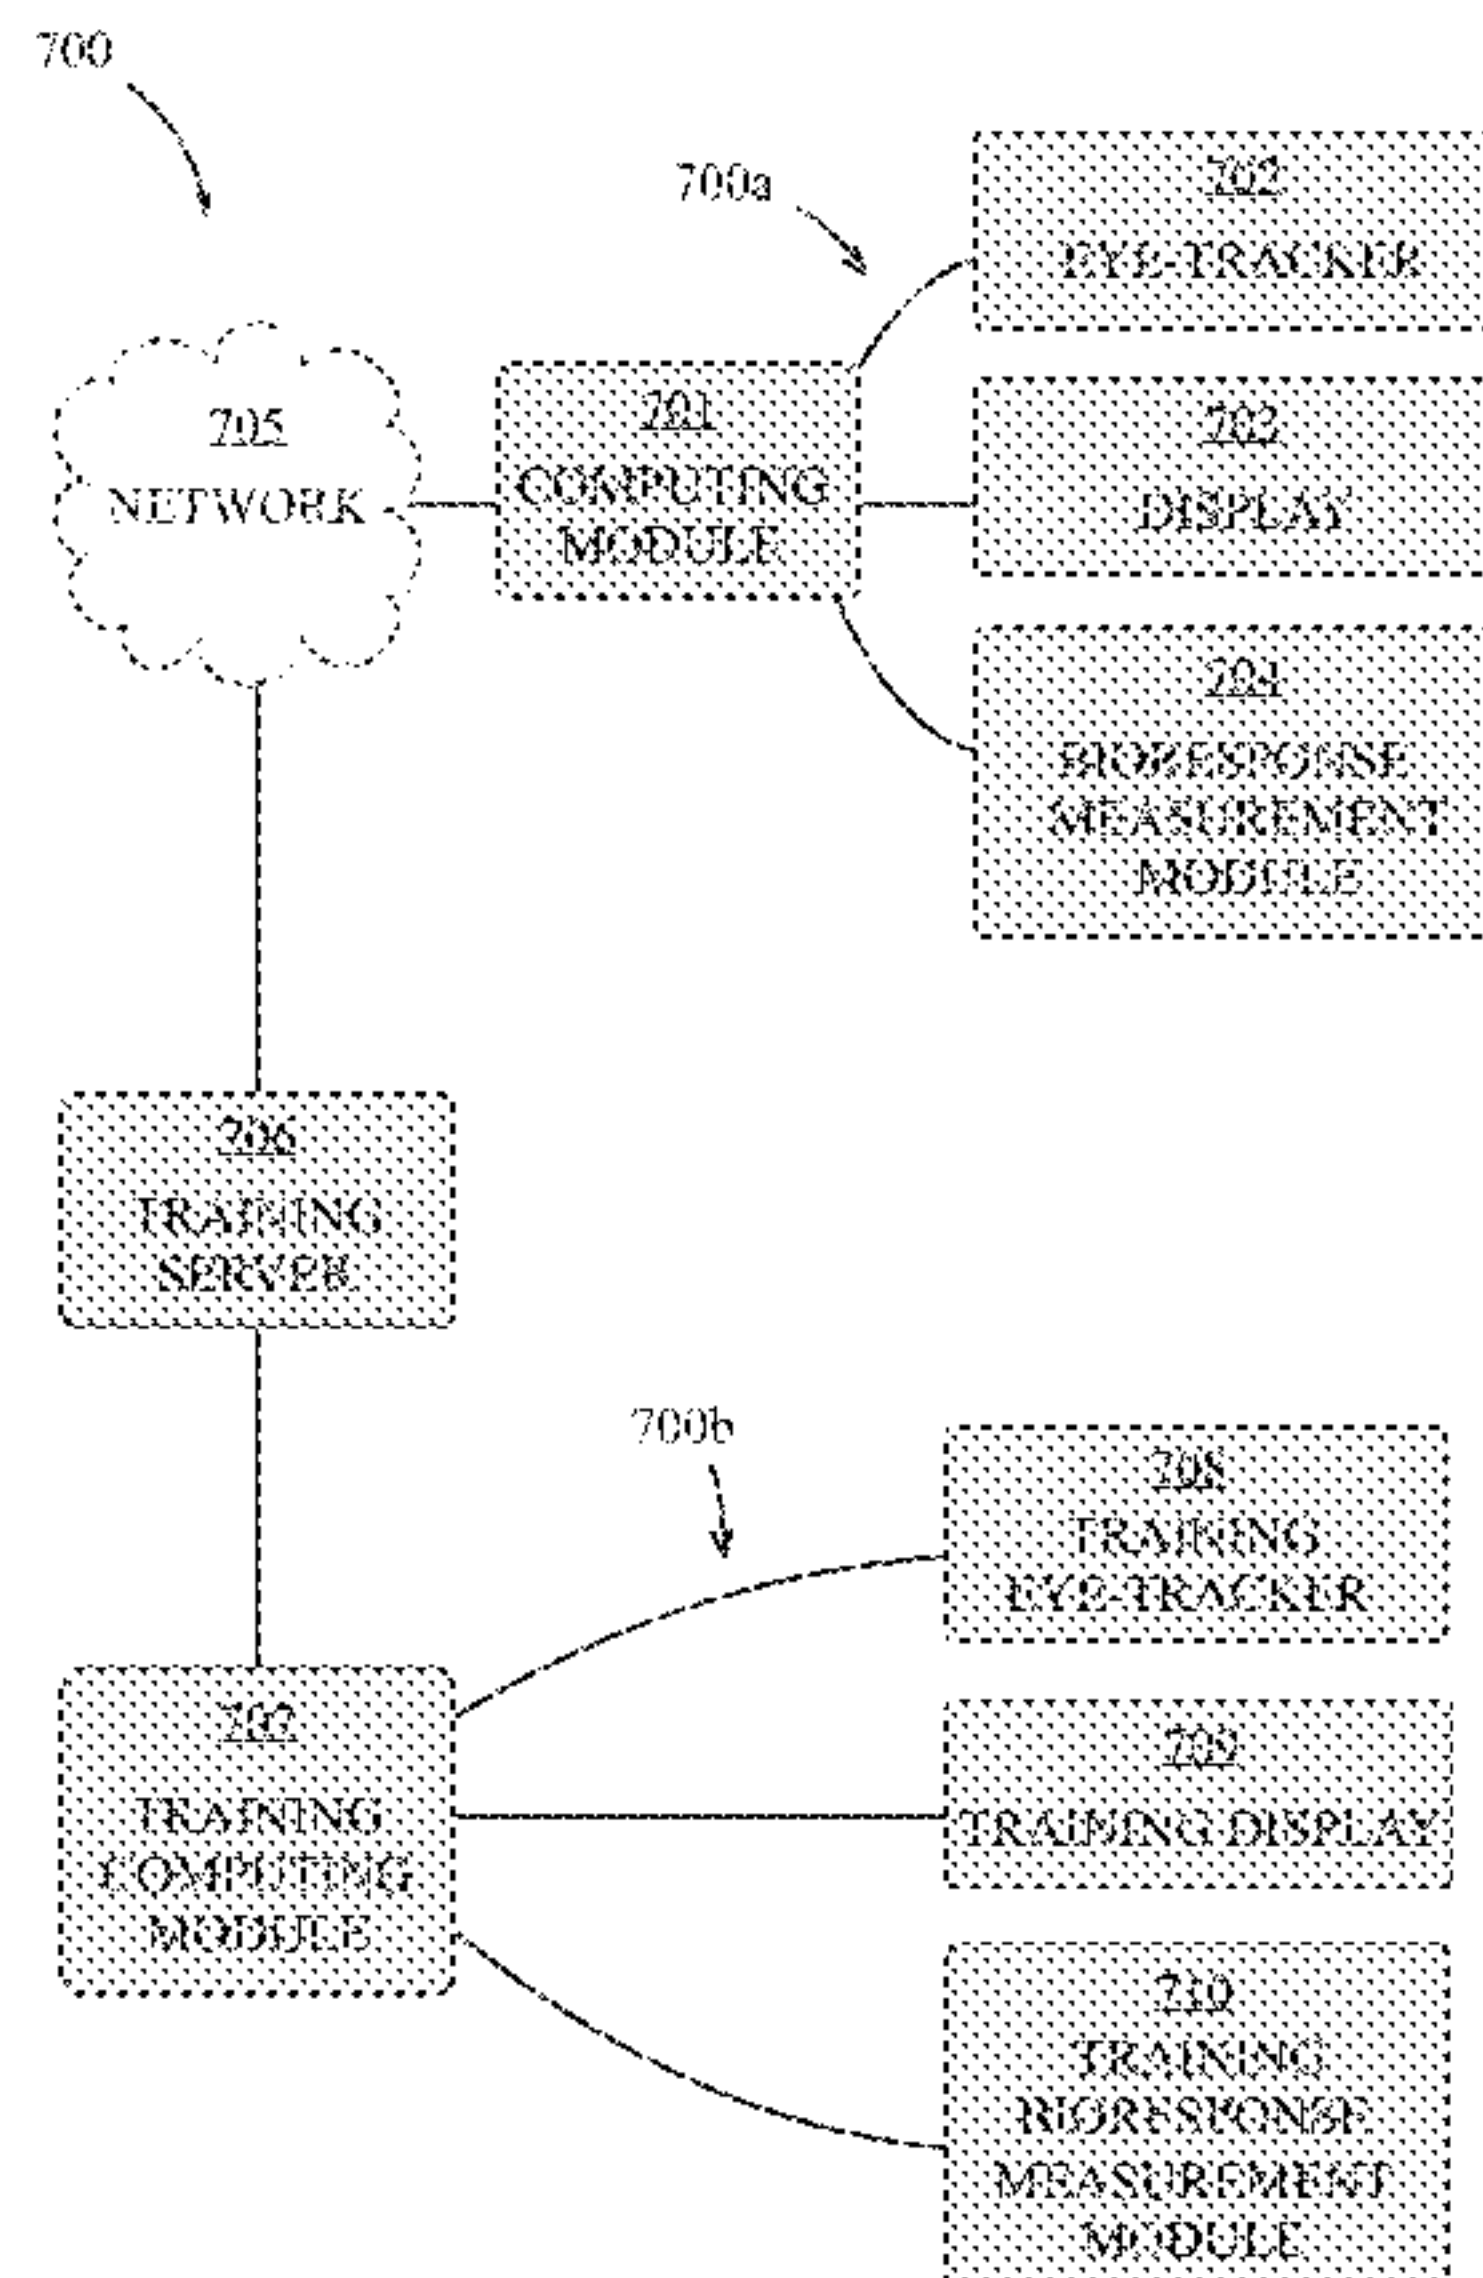 700
700a
702
EYE-TRACKER
705
NETWORK
701
COMPUTING
MODULE
703
DISPLAY
704
BIORESPONSE
MEASUREMENT
MODULE
706
TRAINING
SERVER
700b
708
TRAINING
EYE-TRACKER
707
TRAINING
COMPUTING
MODULE
709
TRAINING DISPLAY
710
TRAINING
BIORESPONSE
MEASUREMENT
MODULE